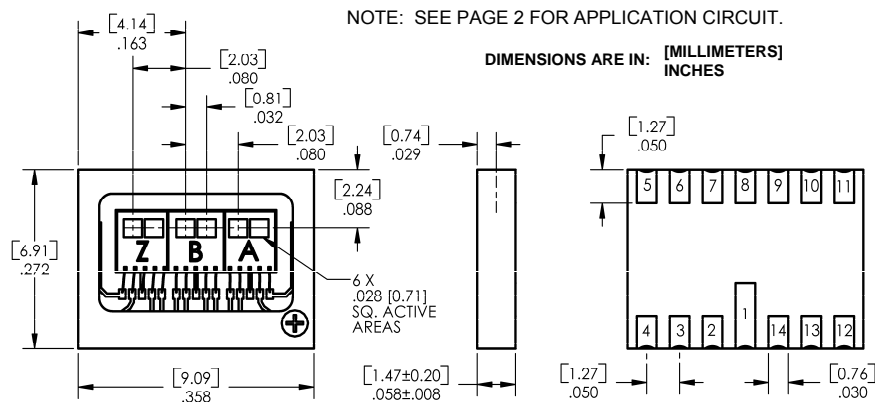 NOTE: SEE PAGE 2 FOR APPLICATION CIRCUIT.
DIMENSIONS ARE IN: [MILLIMETERS]
INCHES
[4.14]
.163
[2.03]
.080
[0.81]
.032
[2.03]
.080
[0.74]
.029
[1.27]
.050
[2.24]
.088
[6.91]
.272
Z B A
6 X
.028 [0.71]
SQ. ACTIVE
AREAS
5 6 7 8 9 10 11
1
4 3 2 14 13 12
[9.09]
.358
[1.47±0.20]
.058±.008
[1.27]
.050
[0.76]
.030